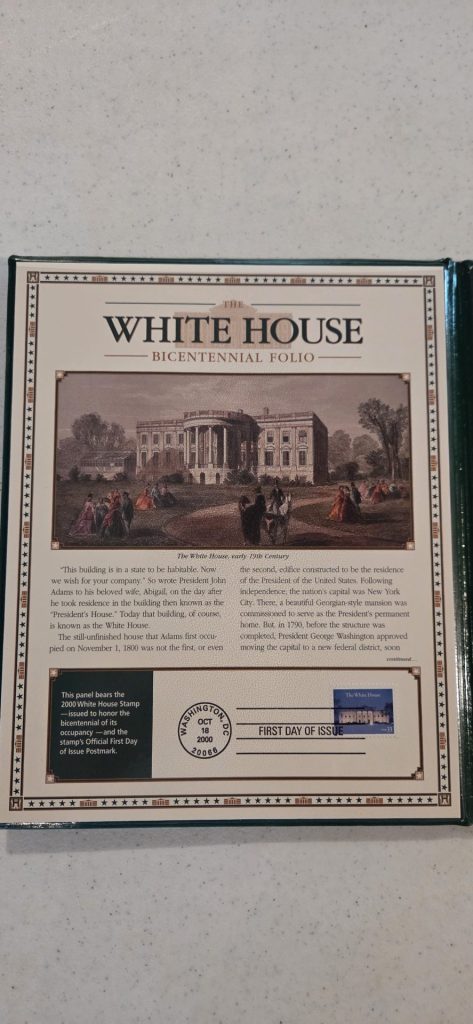 THE
WHITE HOUSE
BICENTENNIAL FOLIO
The White House, early 19th Century
"This building is in a state to be habitable. Now
we wish for your company." So wrote President John
Adams to his beloved wife, Abigail, on the day after
he took residence in the building then known as the
"President's House." Today that building, of course,
is known as the White House.
The still-unfinished house that Adams first occu-
pied on November 1, 1800 was not the first, or even
the second, edifice constructed to be the residence
of the President of the United States. Following
independence, the nation's capital was New York
City. There, a beautiful Georgian-style mansion was
commissioned to serve as the President's permanent
home. But, in 1790, before the structure was
completed, President George Washington approved
moving the capital to a new federal district, soon
continued...
This panel bears the
2000 White House Stamp
—issued to honor the
bicentennial of its
occupancy —and the
stamp's Official First Day
of Issue Postmark.
WASHINGTON, DC
OCT
18
2000
20066
FIRST DAY OF ISSUE
The White House
33